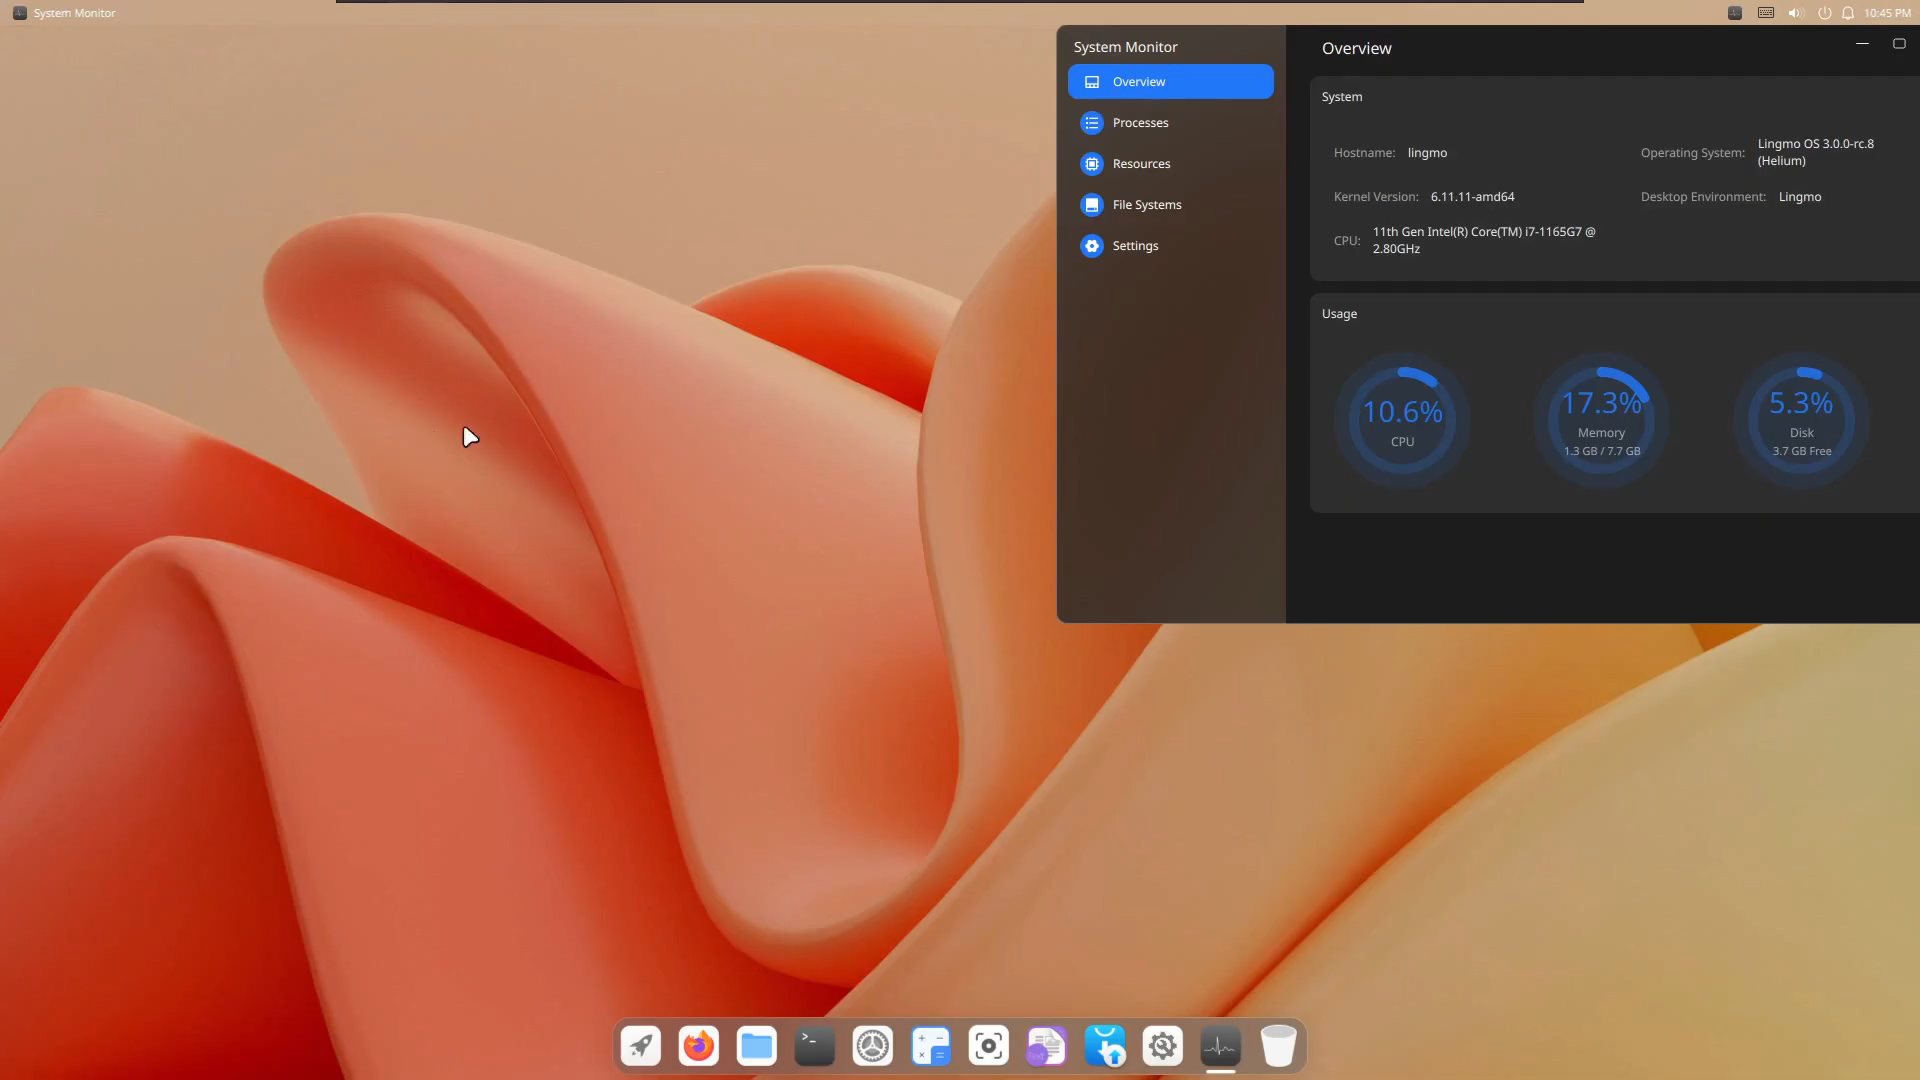 System Monitor
10:45 PM
System Monitor
Overview
Processes
Resources
File Systems
Settings
Overview
System
Hostname: lingmo
Operating System: Lingmo OS 3.0.0-rc.8
(Helium)
Kernel Version: 6.11.11-amd64
Desktop Environment: Lingmo
CPU: 11th Gen Intel(R) Core(TM) i7-1165G7 @
2.80GHz
Usage
10.6%
CPU
17.3%
Memory
1.3 GB / 7.7 GB
5.3%
Disk
3.7 GB Free